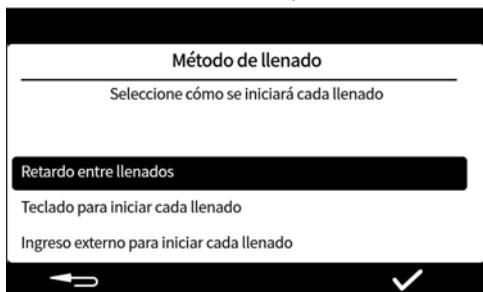 Método de llenado
Seleccione cómo se iniciará cada llenado
Retardo entre llenados
Teclado para iniciar cada llenado
Ingreso externo para iniciar cada llenado